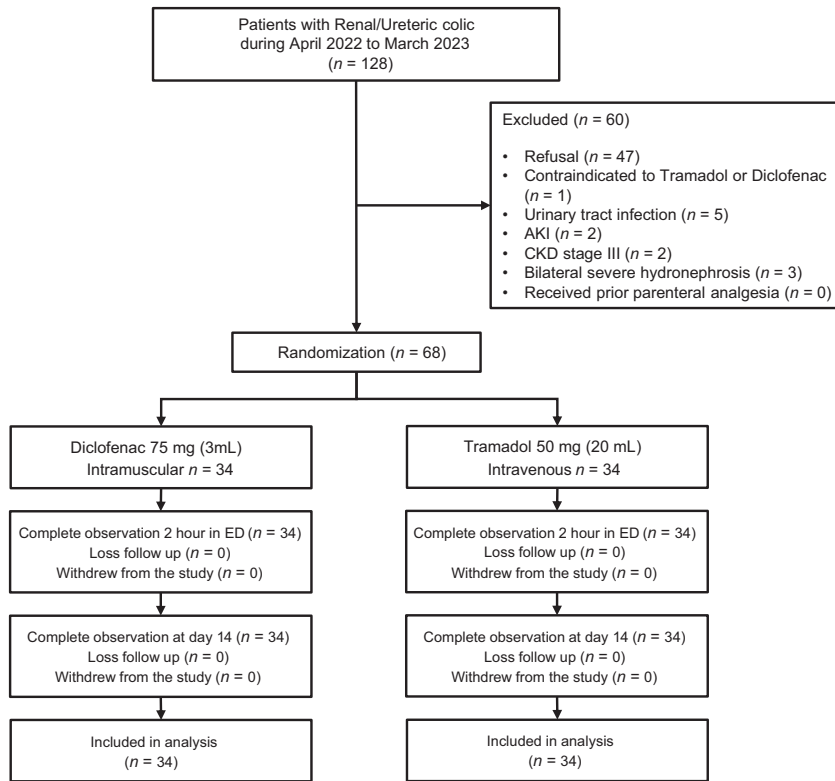 Patients with Renal/Ureteric colic
during April 2022 to March 2023
(n = 128)
Excluded (n = 60)
• Refusal (n = 47)
• Contraindicated to Tramadol or Diclofenac
(n = 1)
• Urinary tract infection (n = 5)
• AKI (n = 2)
• CKD stage III (n = 2)
• Bilateral severe hydronephrosis (n = 3)
• Received prior parenteral analgesia (n = 0)
Randomization (n = 68)
Diclofenac 75 mg (3mL)
Intramuscular n = 34
Tramadol 50 mg (20 mL)
Intravenous n = 34
Complete observation 2 hour in ED (n = 34)
Loss follow up (n = 0)
Withdrew from the study (n = 0)
Complete observation 2 hour in ED (n = 34)
Loss follow up (n = 0)
Withdrew from the study (n = 0)
Complete observation at day 14 (n = 34)
Loss follow up (n = 0)
Withdrew from the study (n = 0)
Complete observation at day 14 (n = 34)
Loss follow up (n = 0)
Withdrew from the study (n = 0)
Included in analysis
(n = 34)
Included in analysis
(n = 34)